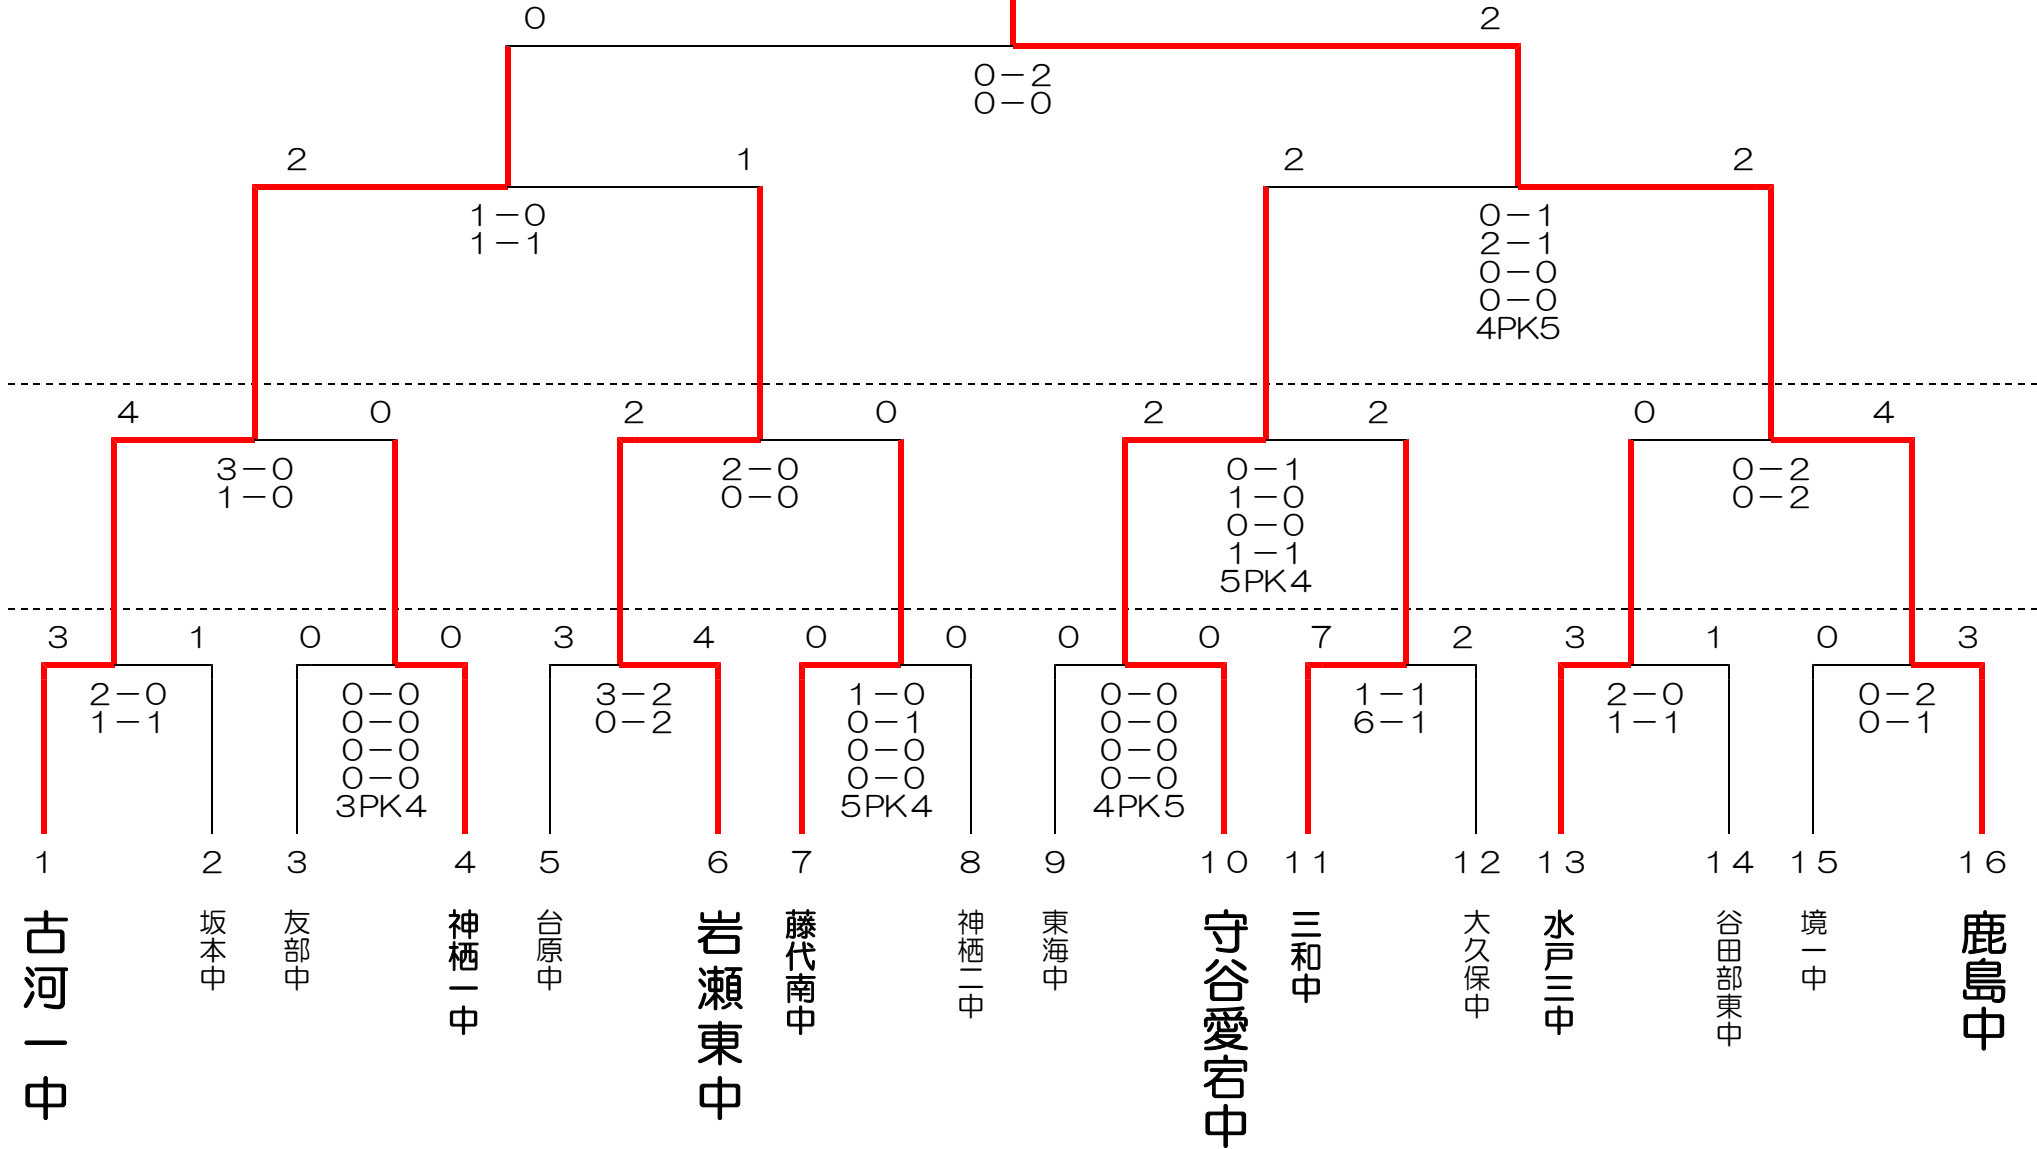 ０ ２
０－２
０－０
２ １ ２ ２
１－０ ０－１
１－１ ２－１
０－０
０－０
4PK5
４ ０ ２ ０ ２ ２ ０ ４
３－０ ２－０ ０－１ ０－２
１－０ ０－０ １－０ ０－２
０－０
１－１
5PK4
３ １ ０ ０ ３ ４ ０ ０ ０ ０ ７ ２ ３ １ ０ ３
２－０ ０－０ ３－２ １－０ ０－０ １－１ ２－０ ０－２
１－１ ０－０ ０－２ ０－１ ０－０ ６－１ １－１ ０－１
０－０ ０－０ ０－０
０－０ ０－０ ０－０
3PK4 5PK4 4PK5
１ ２ ３ ４ ５ ６ ７ ８ ９ １０ １１ １２ １３ １４ １５ １６
古河一中
坂本中
友部中
神栖一中
台原中
岩瀬東中
藤代南中
神栖二中
東海中
守谷愛宕中
三和中
大久保中
水戸三中
谷田部東中
境一中
鹿島中